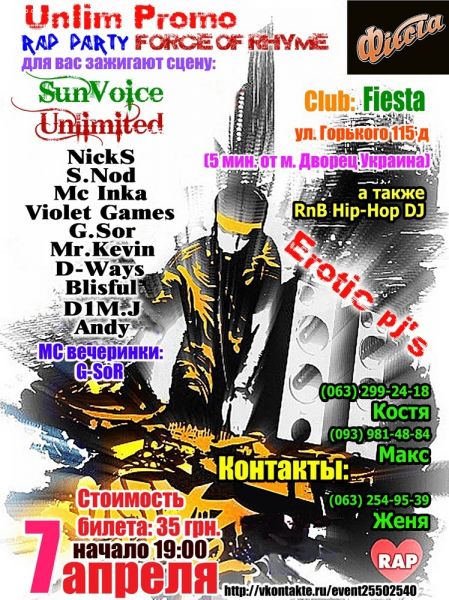 Unlim Promo
RAP PARTY FORCE OF RHYME
для вас зажигают сцену:
SunVoice
Unlimited
NickS
S.Nod
Mc Inka
Violet Games
G.Sor
Mr.Kevin
D-Ways
Blisful
D1M.J
Andy
МС вечеринки:
G-SoR
Фієста
Club: Fiesta
ул. Горького 115 д
(5 мин. от м. Дворец Украина)
а также
RnB Hip-Hop DJ
Erotic pj's
(063) 299-24-18
Костя
(093) 981-48-84
Макс
Контакты:
(063) 254-95-39
Женя
Стоимость
билета: 35 грн.
начало 19:00
7 апреля
RAP
http://vkontakte.ru/event25502540